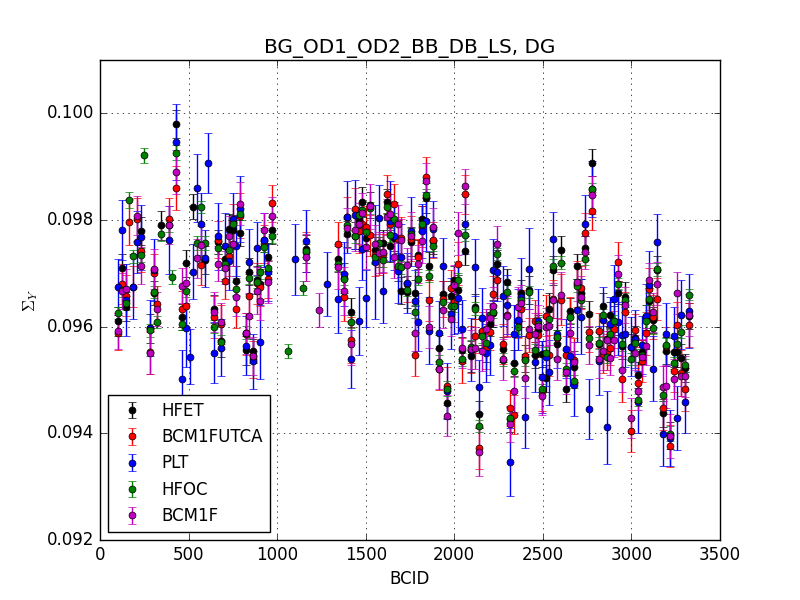 BG_OD1_OD2_BB_DB_LS, DG
0.100
0.098
0.096
0.094
0.092
Σ_Y
HFET
BCM1FUTCA
PLT
HFOC
BCM1F
0 500 1000 1500 2000 2500 3000 3500
BCID